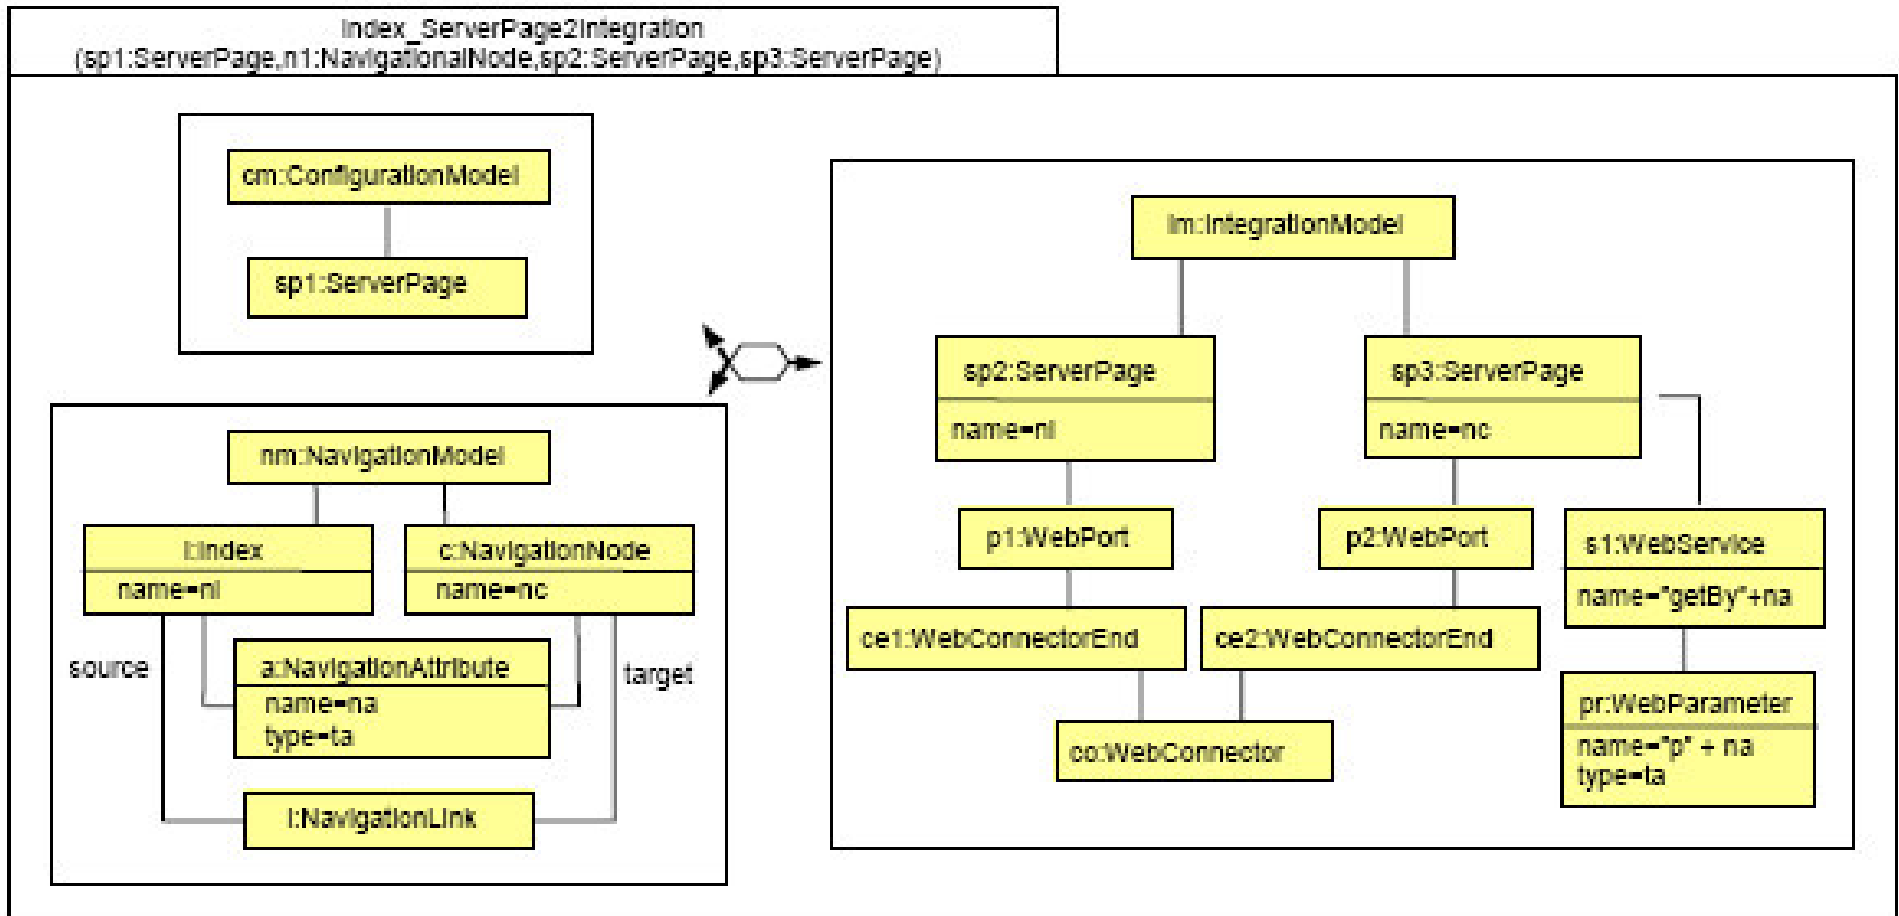 Index_ServerPage2Integration
(sp1:ServerPage,n1:NavigationalNode,sp2:ServerPage,sp3:ServerPage)
cm:ConfigurationModel
sp1:ServerPage
nm:NavigationModel
i:Index
name=ni
c:NavigationNode
name=nc
source
a:NavigationAttribute
name=na
type=ta
target
l:NavigationLink
im:IntegrationModel
sp2:ServerPage
name=ni
sp3:ServerPage
name=nc
p1:WebPort
p2:WebPort
s1:WebService
name="getBy"+na
ce1:WebConnectorEnd
ce2:WebConnectorEnd
pr:WebParameter
name="p" + na
type=ta
co:WebConnector